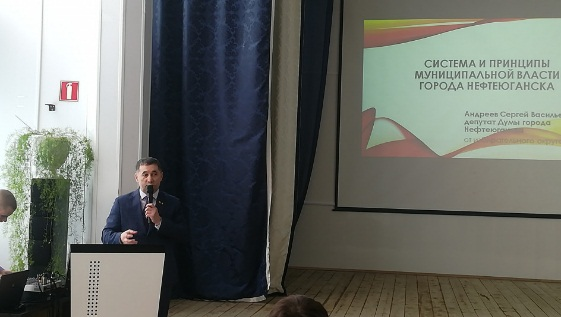 СИСТЕМА И ПРИНЦИПЫ
МУНИЦИПАЛЬНОЙ ВЛАСТИ
ГОРОДА НЕФТЕЮГАНСКА
Андреев Сергей
депутат Думы города